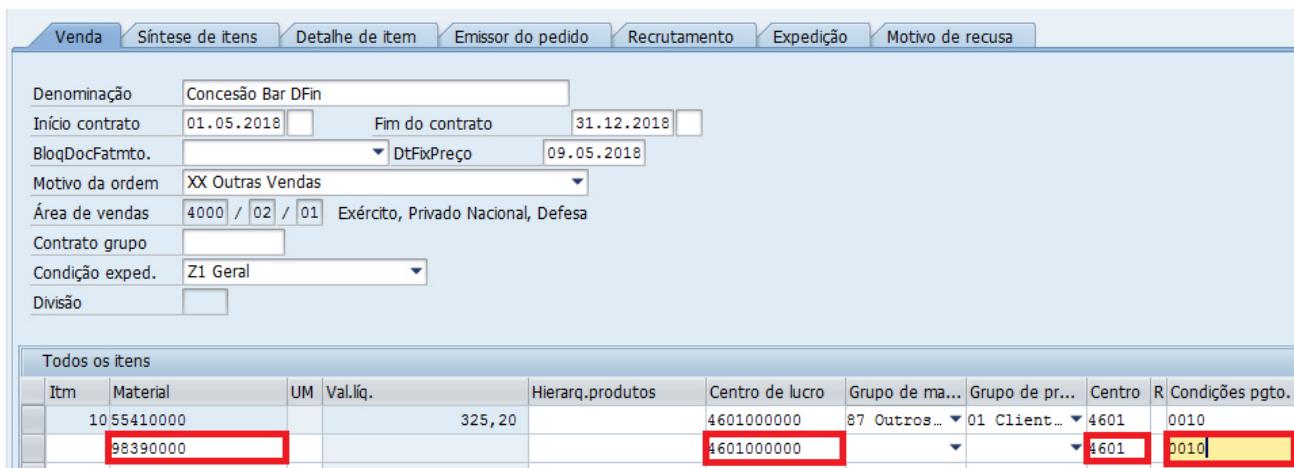 Venda Síntese de itens Detalhe de item Emissor do pedido Recrutamento Expedição Motivo de recusa
Denominação Concesão Bar DFin
Início contrato 01.05.2018 Fim do contrato 31.12.2018
BloqDocFatmto. DtFixPreço 09.05.2018
Motivo da ordem XX Outras Vendas
Área de vendas 4000 / 02 / 01 Exército, Privado Nacional, Defesa
Contrato grupo
Condição exped. Z1 Geral
Divisão
Todos os itens
Itm Material UM Val.líq. Hierarq.produtos Centro de lucro Grupo de ma... Grupo de pr... Centro R Condições pgto.
10 55410000 325,20 4601000000 87 Outros... 01 Client... 4601 0010
98390000 4601000000 4601 0010